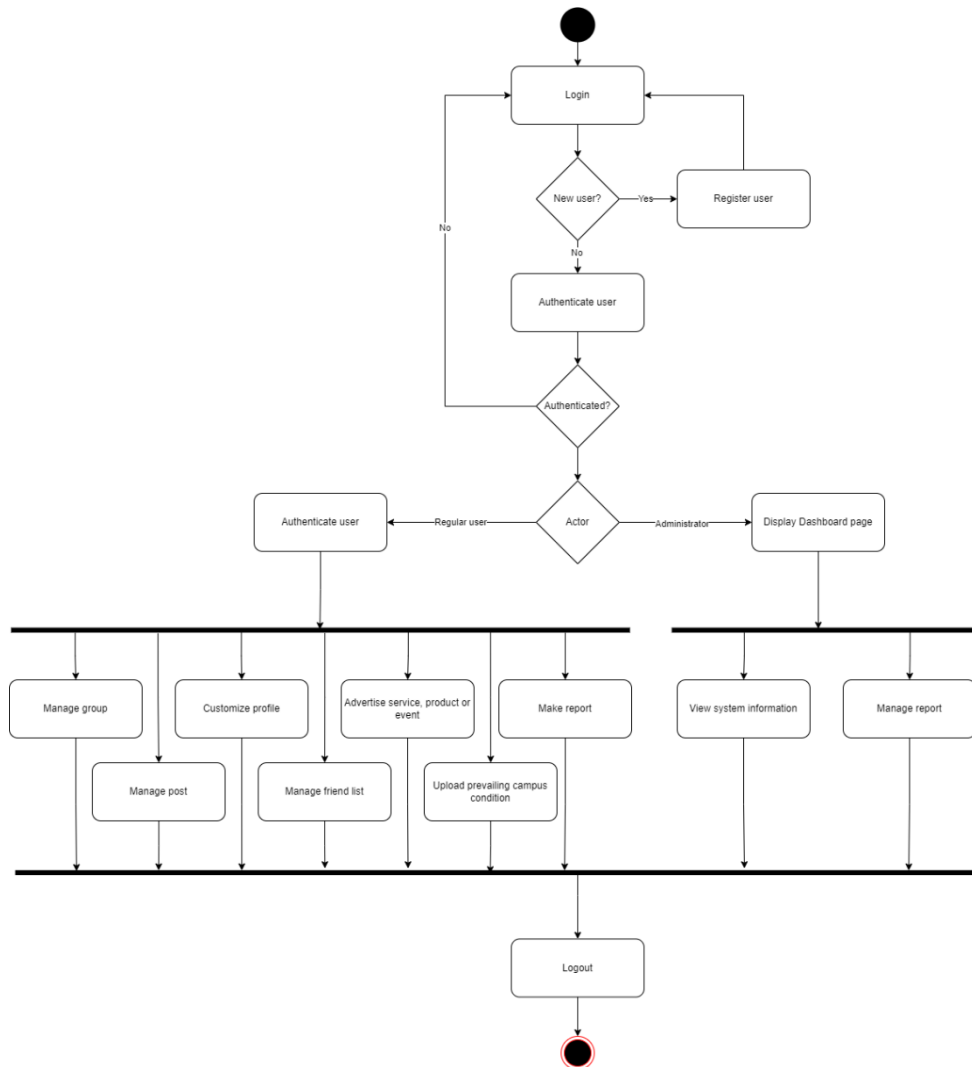 Login
New user?
Yes
Register user
No
No
Authenticate user
Authenticated?
Authenticate user
Regular user
Actor
Administrator
Display Dashboard page
Manage group
Customize profile
Advertise service, product or
event
Make report
View system information
Manage report
Manage post
Manage friend list
Upload prevailing campus
condition
Logout